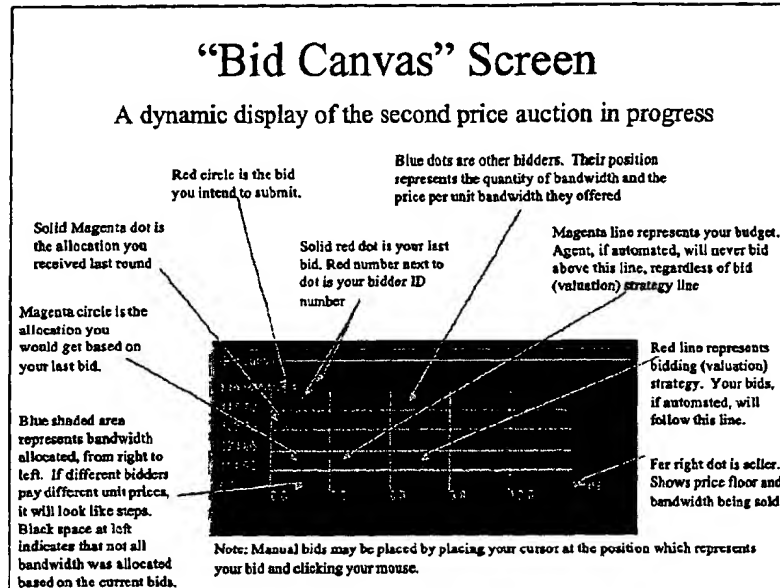 “Bid Canvas” Screen
A dynamic display of the second price auction in progress
Red circle is the bid
you intend to submit.
Blue dots are other bidders. Their position
represents the quantity of bandwidth and the
price per unit bandwidth they offered
Solid Magenta dot is
the allocation you
received last round
Solid red dot is your last
bid. Red number next to
dot is your bidder ID
number
Magenta line represents your budget.
Agent, if automated, will never bid
above this line, regardless of bid
(valuation) strategy line
Magenta circle is the
allocation you
would get based on
your last bid.
Red line represents
bidding (valuation)
strategy. Your bids,
if automated, will
follow this line.
Blue shaded area
represents bandwidth
allocated, from right to
left. If different bidders
pay different unit prices,
it will look like steps.
Black space at left
indicates that not all
bandwidth was allocated
based on the current bids.
Far right dot is seller.
Shows price floor and
bandwidth being sold
Note: Manual bids may be placed by placing your cursor at the position which represents
your bid and clicking your mouse.